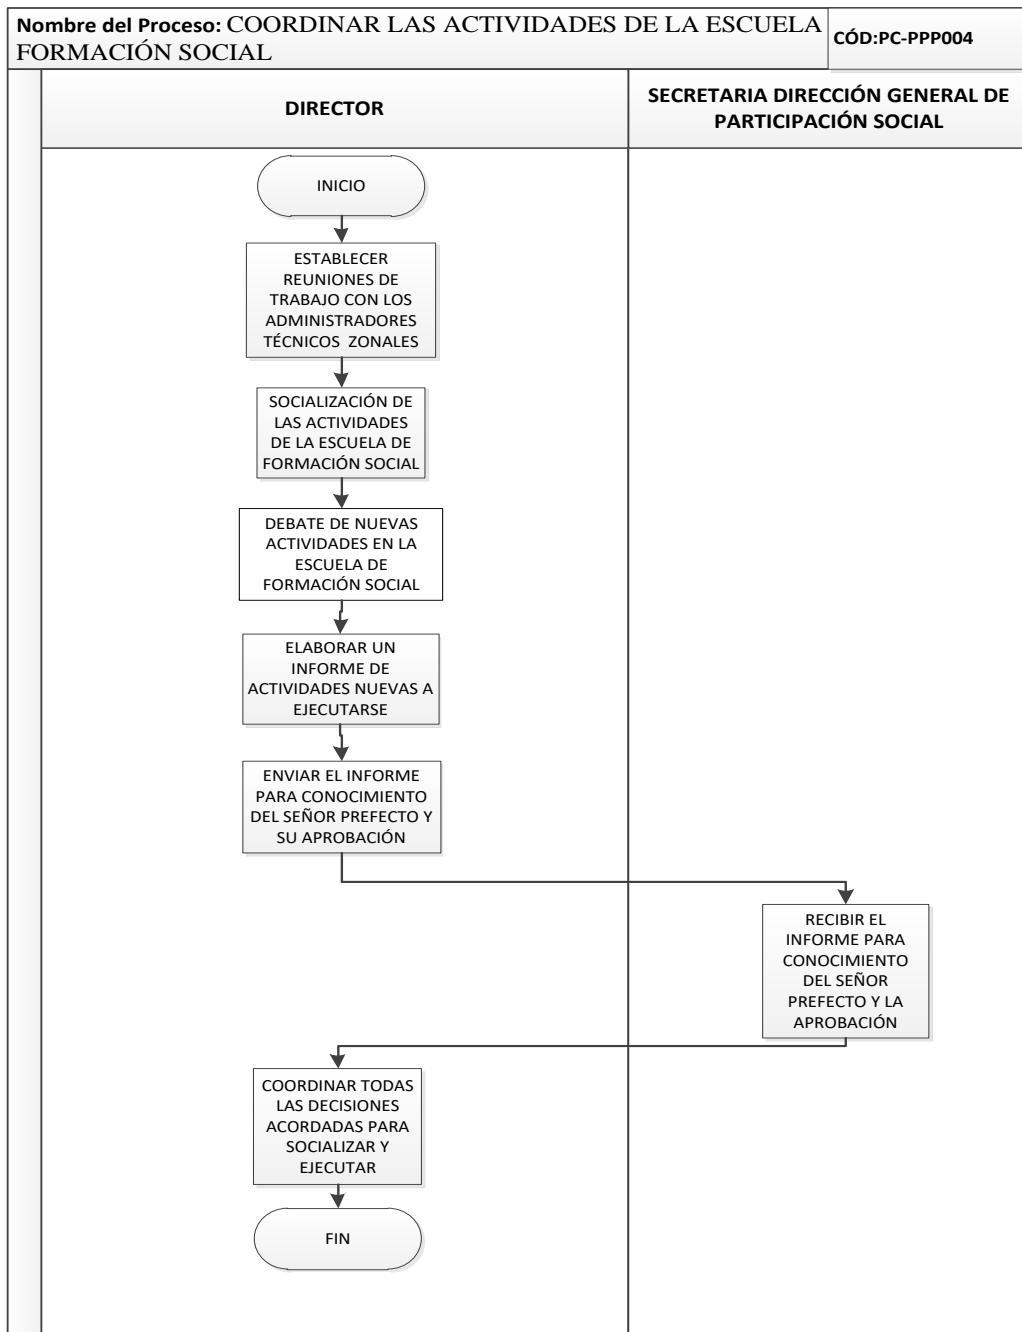 Nombre del Proceso: COORDINAR LAS ACTIVIDADES DE LA ESCUELA
FORMACIÓN SOCIAL
CÓD:PC-PPP004
DIRECTOR
SECRETARIA DIRECCIÓN GENERAL DE
PARTICIPACIÓN SOCIAL
INICIO
ESTABLECER
REUNIONES DE
TRABAJO CON LOS
ADMINISTRADORES
TÉCNICOS ZONALES
SOCIALIZACIÓN DE
LAS ACTIVIDADES
DE LA ESCUELA DE
FORMACIÓN SOCIAL
DEBATE DE NUEVAS
ACTIVIDADES EN LA
ESCUELA DE
FORMACIÓN SOCIAL
ELABORAR UN
INFORME DE
ACTIVIDADES NUEVAS A
EJECUTARSE
ENVIAR EL INFORME
PARA CONOCIMIENTO
DEL SEÑOR PREFECTO Y
SU APROBACIÓN
RECIBIR EL
INFORME PARA
CONOCIMIENTO
DEL SEÑOR
PREFECTO Y LA
APROBACIÓN
COORDINAR TODAS
LAS DECISIONES
ACORDADAS PARA
SOCIALIZAR Y
EJECUTAR
FIN